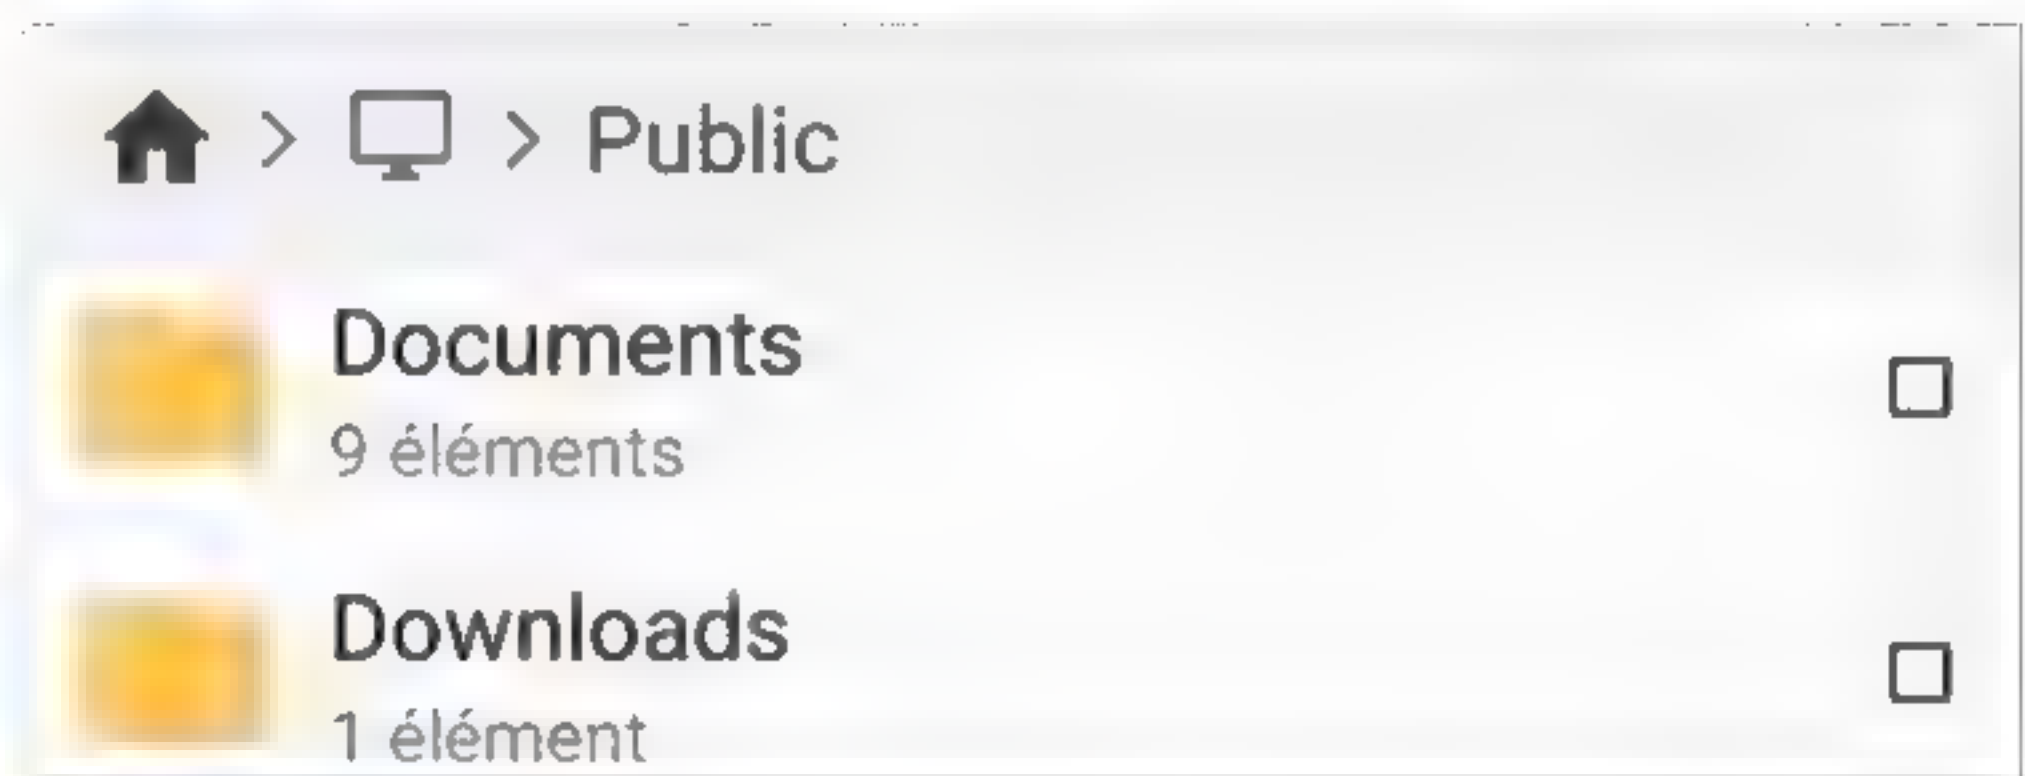 Public
Documents
9 éléments
Downloads
1 élément